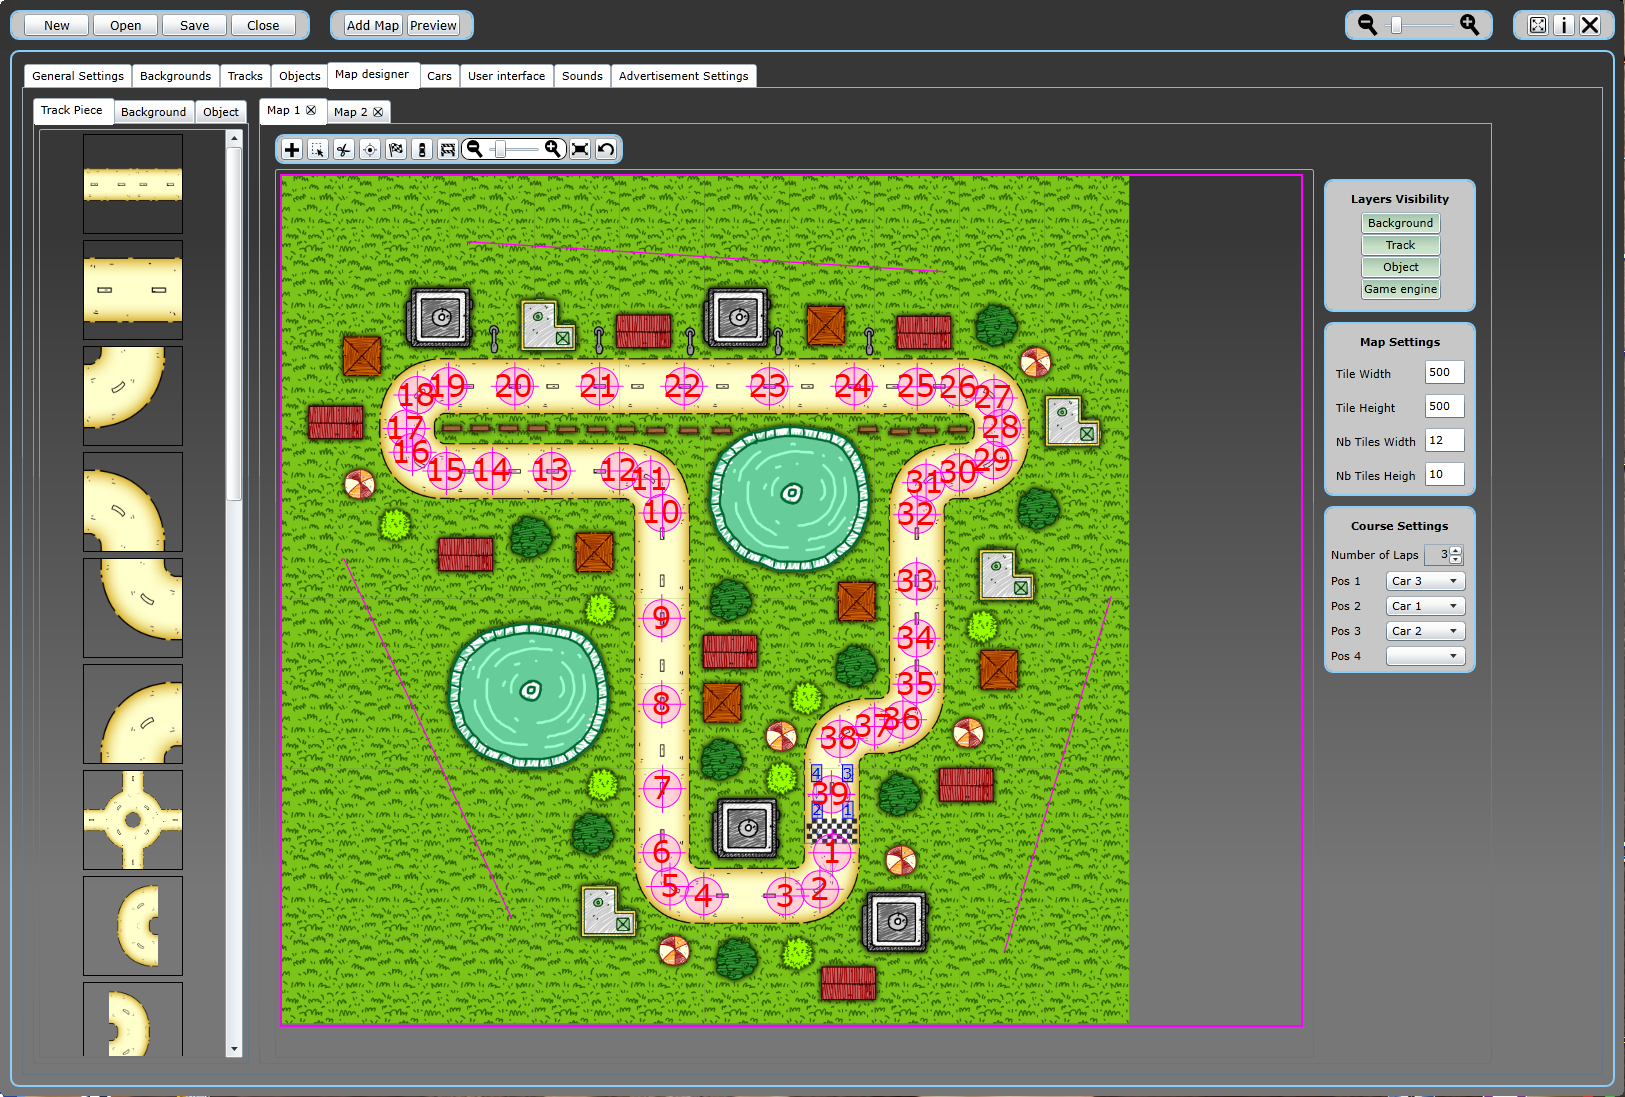 New Open Save Close Add Map Preview
General Settings Backgrounds Tracks Objects Map designer Cars User interface Sounds Advertisement Settings
Track Piece Background Object Map 1 Map 2
Layers Visibility
Background
Track
Object
Game engine
Map Settings
Tile Width 500
Tile Height 500
Nb Tiles Width 12
Nb Tiles Heigh 10
Course Settings
Number of Laps 3
Pos 1 Car 3
Pos 2 Car 1
Pos 3 Car 2
Pos 4
18 19 20 21 22 23 24 25 26 27
17 28
16 15 14 13 12 11 31 30 29
10 32
33
9 34
8 35
38 37 36
4 3
7 39
2 1
6 1
5 4 3 2